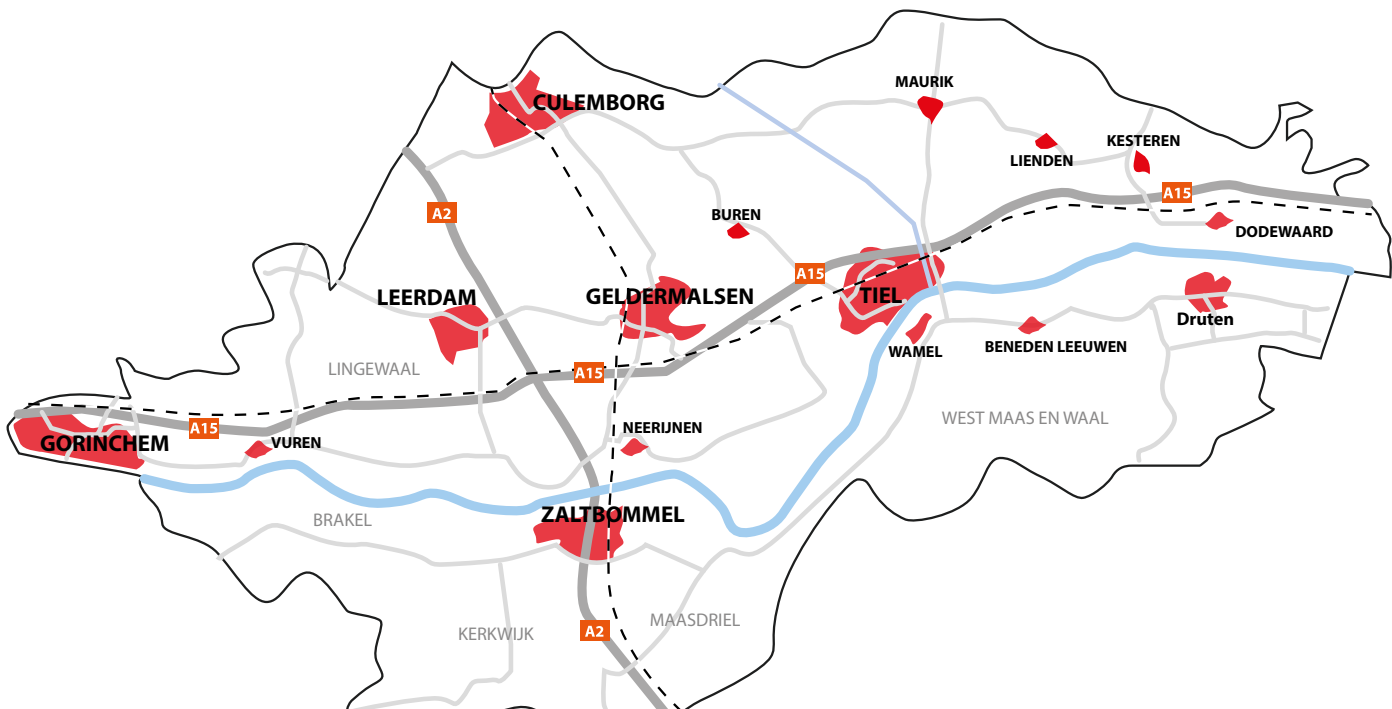 MAURIK
CULEMBORG
KESTEREN
LIENDEN
A15
A2
BUREN
DODEWAARD
A15
LEERDAM
GELDERMALSEN
TIEL
Druten
WAMEL
BENEDEN LEEUWEN
LINGEWAAL
A15
WEST MAAS EN WAAL
A15
NEERIJNEN
GORINCHEM
VUREN
BRAKEL
ZALTBOMMEL
MAASDRIEL
KERKWIJK
A2